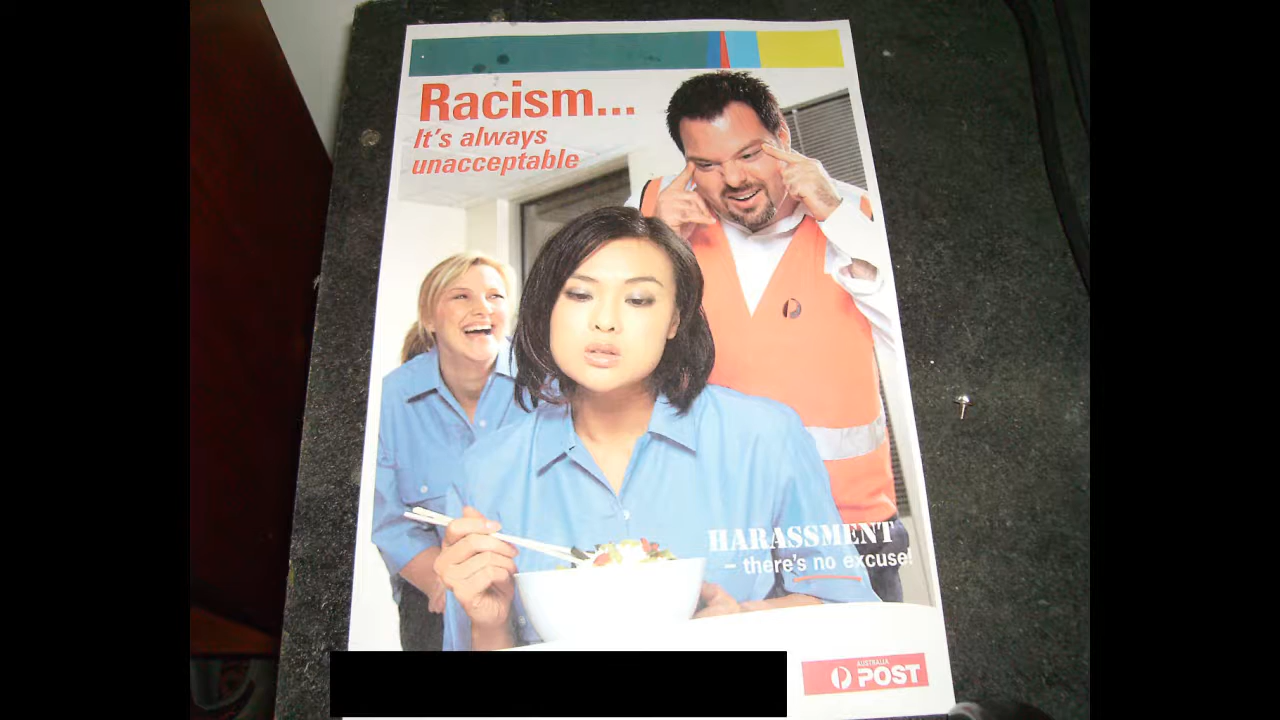 Racism...
It's always
unacceptable
HARASSMENT
– there's no excuse!
AUSTRALIA
POST